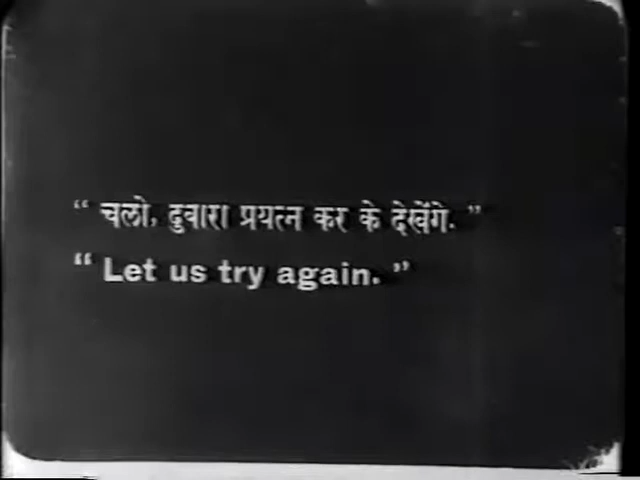 “ चलो, दुवारा प्रयत्न कर के देखेंगे. ”
“ Let us try again. ”